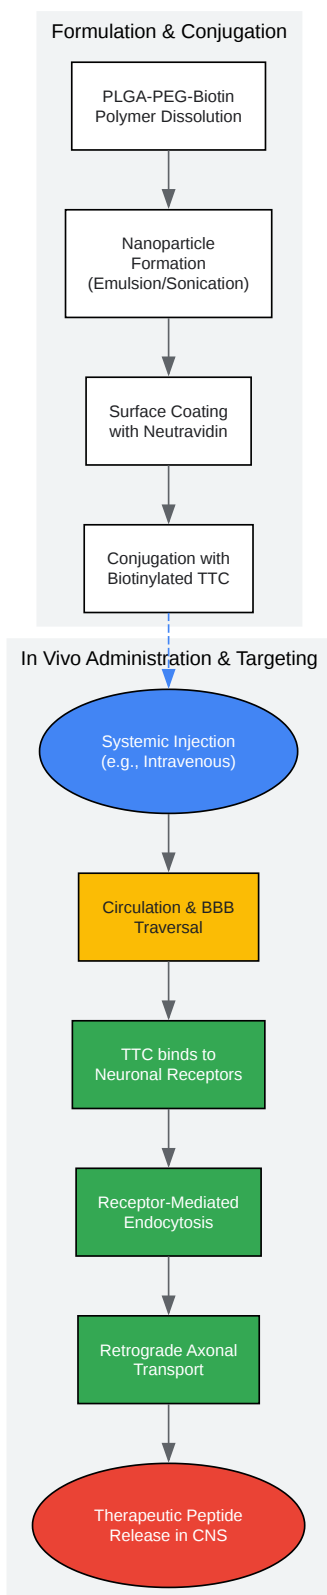 Formulation & Conjugation
PLGA-PEG-Biotin
Polymer Dissolution
Nanoparticle
Formation
(Emulsion/Sonication)
Surface Coating
with Neutravidin
Conjugation with
Biotinylated TTC
In Vivo Administration & Targeting
Systemic Injection
(e.g., Intravenous)
Circulation & BBB
Traversal
TTC binds to
Neuronal Receptors
Receptor-Mediated
Endocytosis
Retrograde Axonal
Transport
Therapeutic Peptide
Release in CNS